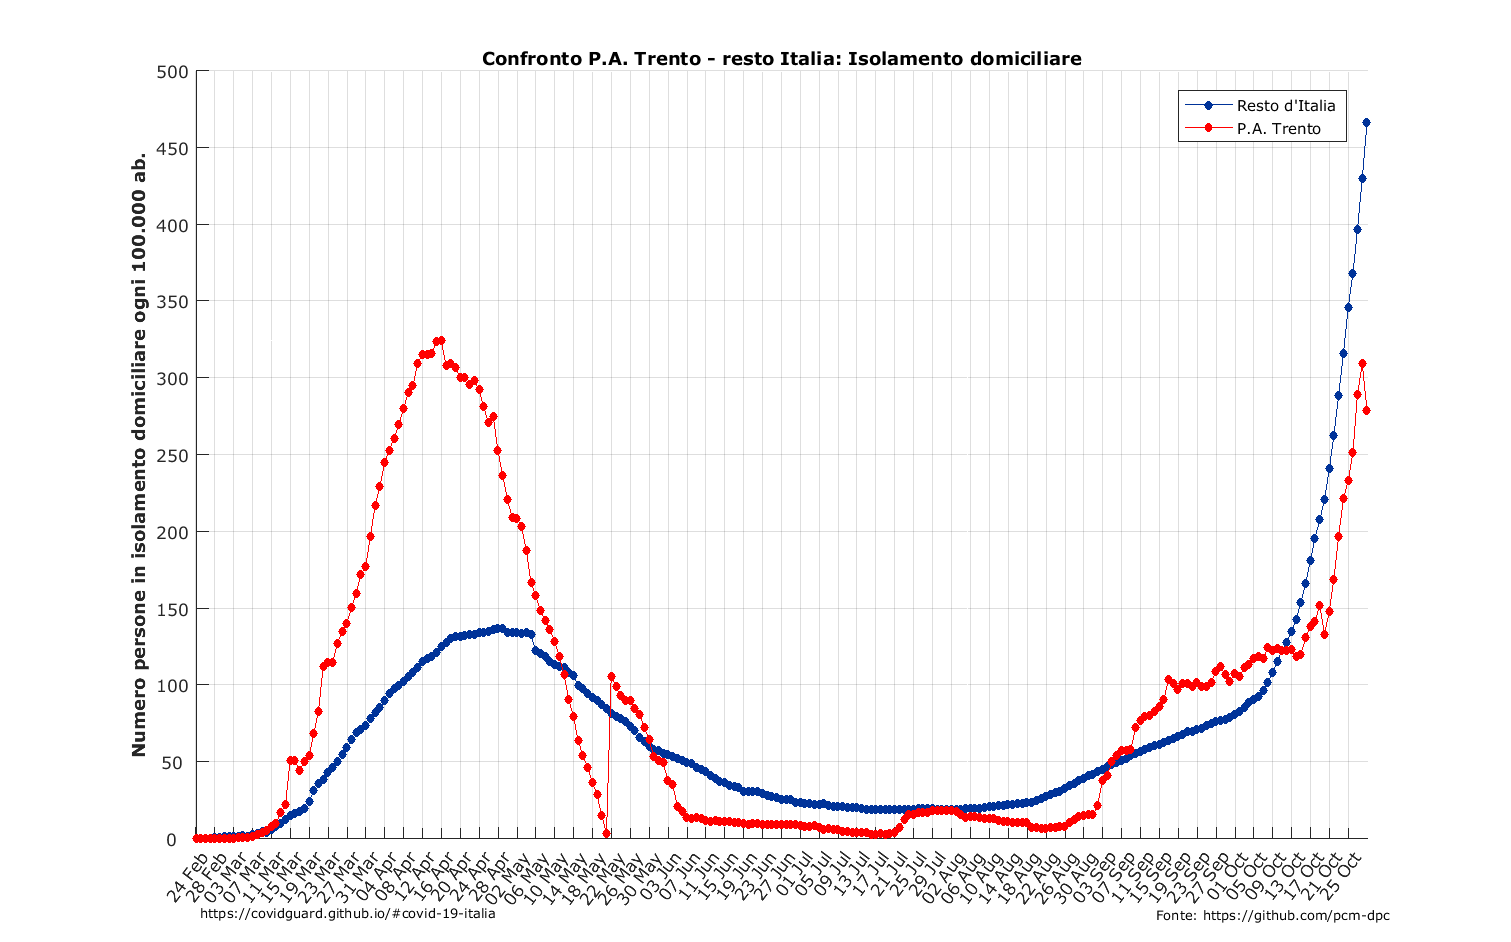 Confronto P.A. Trento - resto Italia: Isolamento domiciliare
Numero persone in isolamento domiciliare ogni 100.000 ab.
500
450
400
350
300
250
200
150
100
50
0
Resto d'Italia
P.A. Trento
24 Feb
28 Feb
03 Mar
07 Mar
11 Mar
15 Mar
19 Mar
23 Mar
27 Mar
31 Mar
04 Apr
08 Apr
12 Apr
16 Apr
20 Apr
24 Apr
28 Apr
02 May
06 May
10 May
14 May
18 May
22 May
26 May
30 May
03 Jun
07 Jun
11 Jun
15 Jun
19 Jun
23 Jun
27 Jun
01 Jul
05 Jul
09 Jul
13 Jul
17 Jul
21 Jul
25 Jul
29 Jul
02 Aug
06 Aug
10 Aug
14 Aug
18 Aug
22 Aug
26 Aug
30 Aug
03 Sep
07 Sep
11 Sep
15 Sep
19 Sep
23 Sep
27 Sep
01 Oct
05 Oct
09 Oct
13 Oct
17 Oct
21 Oct
25 Oct
https://covidguard.github.io/#covid-19-italia
Fonte: https://github.com/pcm-dpc